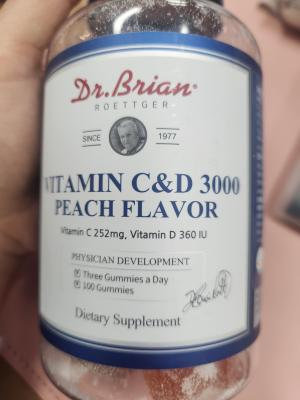 Dr.Brian®
ROETTGER
SINCE 1977
VITAMIN C&D 3000
PEACH FLAVOR
Vitamin C 252mg, Vitamin D 360 IU
PHYSICIAN DEVELOPMENT
Three Gummies a Day
100 Gummies
Dietary Supplement